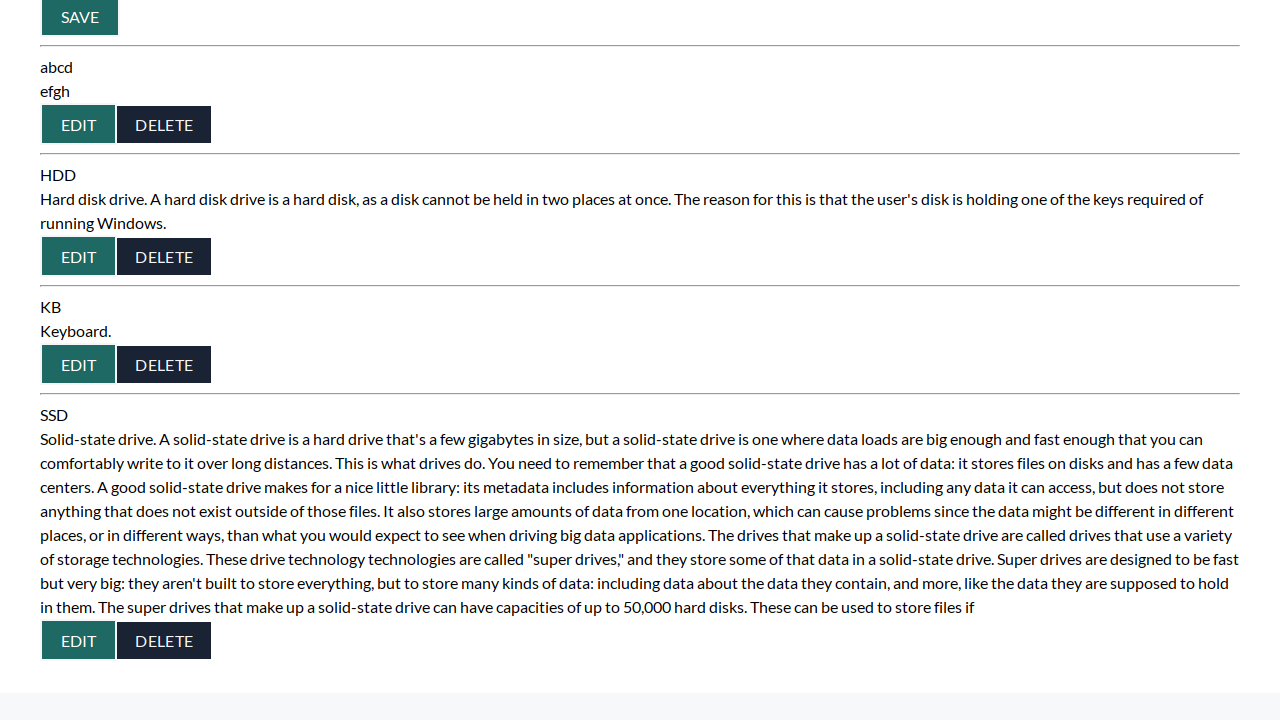 SAVE
abcd
efgh
EDIT DELETE
HDD
Hard disk drive. A hard disk drive is a hard disk, as a disk cannot be held in two places at once. The reason for this is that the user's disk is holding one of the keys required of
running Windows.
EDIT DELETE
KB
Keyboard.
EDIT DELETE
SSD
Solid-state drive. A solid-state drive is a hard drive that's a few gigabytes in size, but a solid-state drive is one where data loads are big enough and fast enough that you can
comfortably write to it over long distances. This is what drives do. You need to remember that a good solid-state drive has a lot of data: it stores files on disks and has a few data
centers. A good solid-state drive makes for a nice little library: its metadata includes information about everything it stores, including any data it can access, but does not store
anything that does not exist outside of those files. It also stores large amounts of data from one location, which can cause problems since the data might be different in different
places, or in different ways, than what you would expect to see when driving big data applications. The drives that make up a solid-state drive are called drives that use a variety
of storage technologies. These drive technology technologies are called "super drives," and they store some of that data in a solid-state drive. Super drives are designed to be fast
but very big: they aren't built to store everything, but to store many kinds of data: including data about the data they contain, and more, like the data they are supposed to hold
in them. The super drives that make up a solid-state drive can have capacities of up to 50,000 hard disks. These can be used to store files if
EDIT DELETE